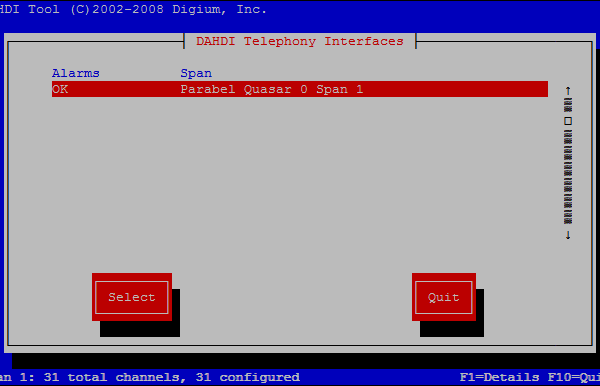 HDI Tool (C)2002-2008 Digium, Inc.
DAHDI Telephony Interfaces
Alarms Span
OK Parabel Quasar 0 Span 1
Select Quit
an 1: 31 total channels, 31 configured F1=Details F10=Qui